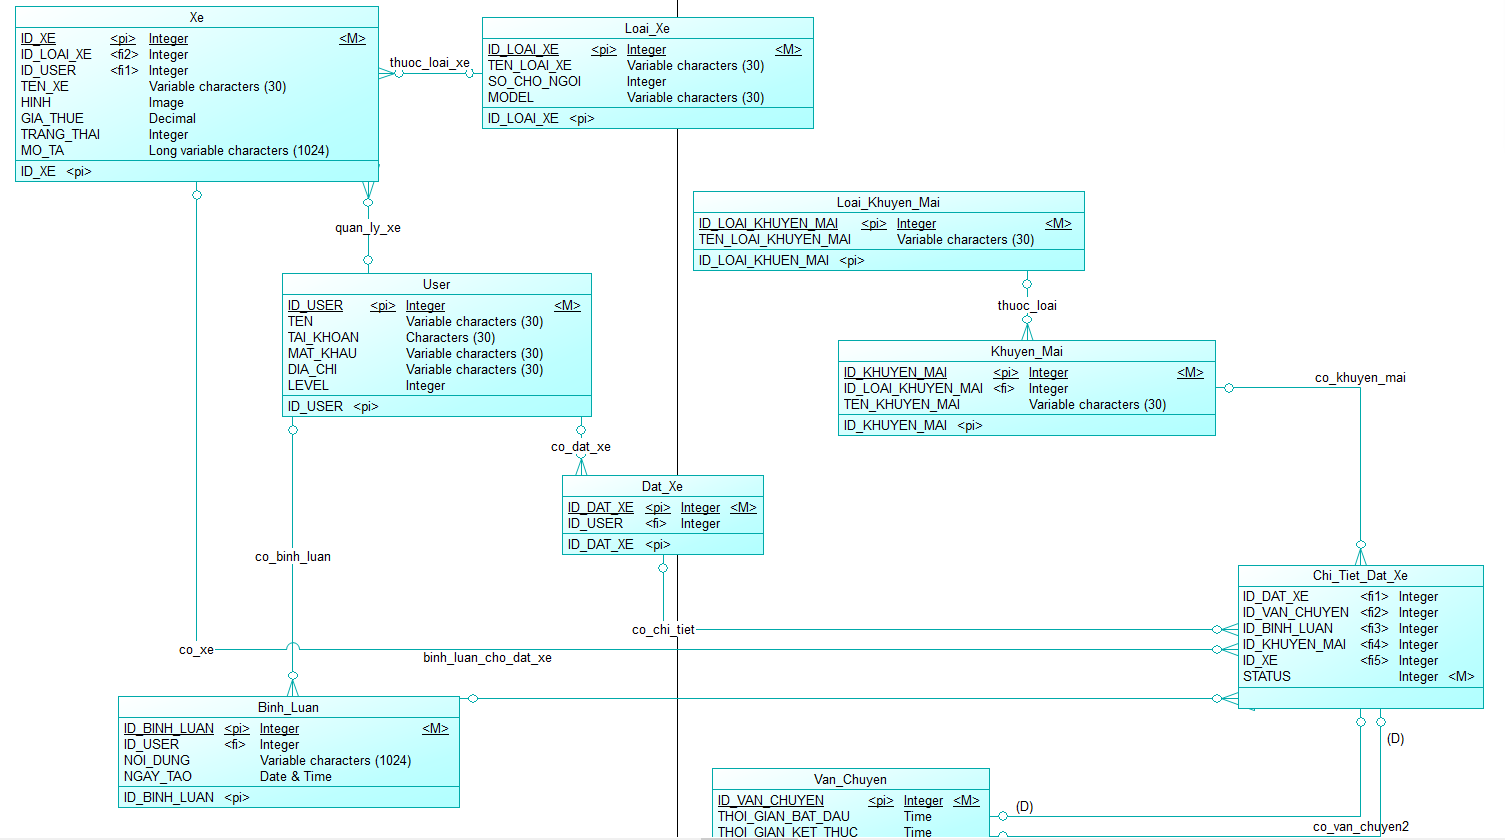 Xe
ID_XE <pi> Integer <M>
ID_LOAI_XE <fi2> Integer
ID_USER <fi1> Integer
TEN_XE Variable characters (30)
HINH Image
GIA_THUE Decimal
TRANG_THAI Integer
MO_TA Long variable characters (1024)
ID_XE <pi>
thuoc_loai_xe
Loai_Xe
ID_LOAI_XE <pi> Integer <M>
TEN_LOAI_XE Variable characters (30)
SO_CHO_NGOI Integer
MODEL Variable characters (30)
ID_LOAI_XE <pi>
quan_ly_xe
Loai_Khuyen_Mai
ID_LOAI_KHUYEN_MAI <pi> Integer <M>
TEN_LOAI_KHUYEN_MAI Variable characters (30)
ID_LOAI_KHUEN_MAI <pi>
thuoc_loai
User
ID_USER <pi> Integer <M>
TEN Variable characters (30)
TAI_KHOAN Characters (30)
MAT_KHAU Variable characters (30)
DIA_CHI Variable characters (30)
LEVEL Integer
ID_USER <pi>
Khuyen_Mai
ID_KHUYEN_MAI <pi> Integer <M>
ID_LOAI_KHUYEN_MAI <fi> Integer
TEN_KHUYEN_MAI Variable characters (30)
ID_KHUYEN_MAI <pi>
co_khuyen_mai
co_dat_xe
Dat_Xe
ID_DAT_XE <pi> Integer <M>
ID_USER <fi> Integer
ID_DAT_XE <pi>
co_binh_luan
Chi_Tiet_Dat_Xe
ID_DAT_XE <fi1> Integer
ID_VAN_CHUYEN <fi2> Integer
ID_BINH_LUAN <fi3> Integer
ID_KHUYEN_MAI <fi4> Integer
ID_XE <fi5> Integer
STATUS Integer <M>
co_chi_tiet
co_xe
binh_luan_cho_dat_xe
Binh_Luan
ID_BINH_LUAN <pi> Integer <M>
ID_USER <fi> Integer
NOI_DUNG Variable characters (1024)
NGAY_TAO Date & Time
ID_BINH_LUAN <pi>
(D)
Van_Chuyen
ID_VAN_CHUYEN <pi> Integer <M>
THOI_GIAN_BAT_DAU Time
THOI_GIAN_KET_THUC Time
(D)
co_van_chuyen2